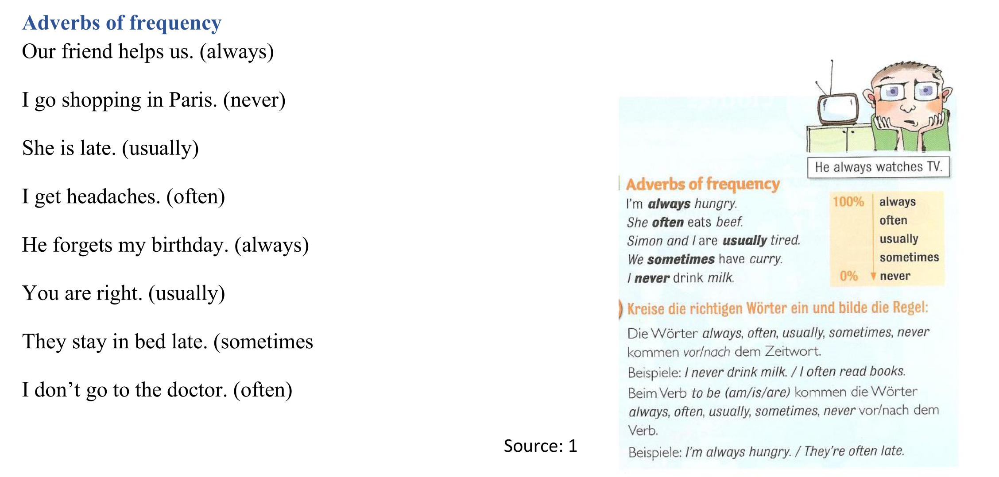 Adverbs of frequency
Our friend helps us. (always)
I go shopping in Paris. (never)
She is late. (usually)
I get headaches. (often)
He forgets my birthday. (always)
You are right. (usually)
They stay in bed late. (sometimes
I don’t go to the doctor. (often)
Source: 1
He always watches TV.
Adverbs of frequency
I'm always hungry.
She often eats beef.
Simon and I are usually tired.
We sometimes have curry.
I never drink milk.
100% always
often
usually
sometimes
0% never
Kreise die richtigen Wörter ein und bilde die Regel:
Die Wörter always, often, usually, sometimes, never
kommen vor/nach dem Zeitwort.
Beispiele: I never drink milk. / I often read books.
Beim Verb to be (am/is/are) kommen die Wörter
always, often, usually, sometimes, never vor/nach dem
Verb.
Beispiele: I'm always hungry. / They're often late.